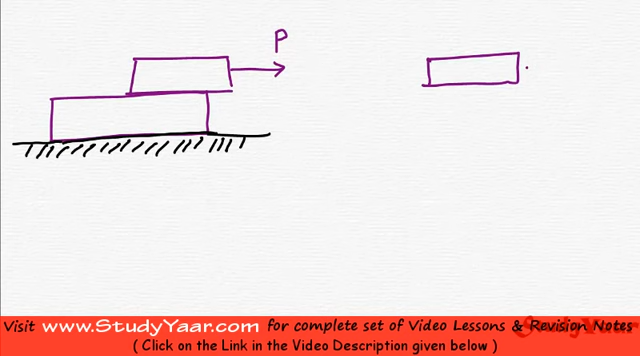 P
Visit www.StudyYaar.com for complete set of Video Lessons & Revision Notes
( Click on the Link in the Video Description given below )
StudyYaar